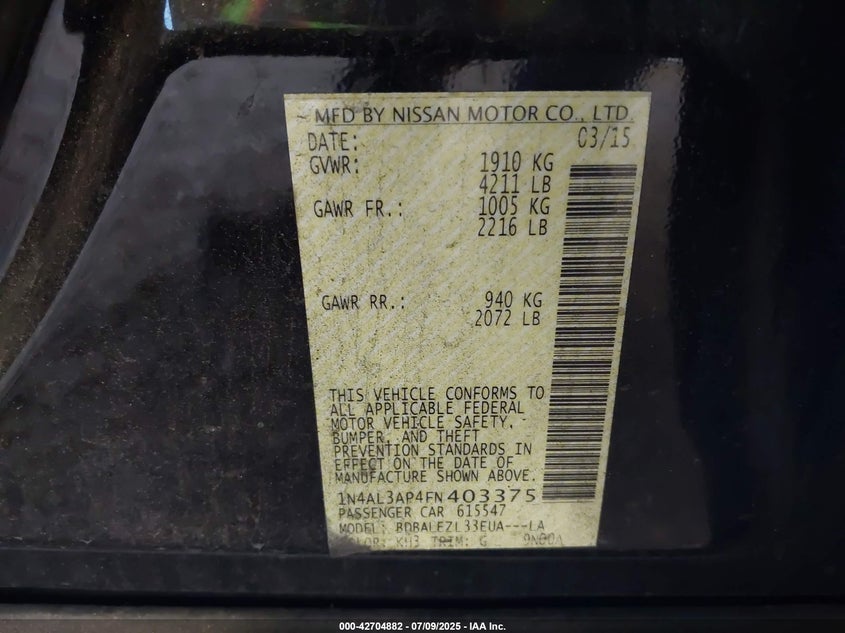 MFD BY NISSAN MOTOR CO., LTD.
DATE: 03/15
GVWR: 1910 KG
4211 LB
GAWR FR.: 1005 KG
2216 LB
GAWR RR.: 940 KG
2072 LB
THIS VEHICLE CONFORMS TO
ALL APPLICABLE FEDERAL
MOTOR VEHICLE SAFETY,
BUMPER, AND THEFT
PREVENTION STANDARDS IN
EFFECT ON THE DATE OF
MANUFACTURE SHOWN ABOVE.
1N4AL3AP4FN403375
PASSENGER CAR 615547
MODEL: BDBALEZL33EUA---LA
KH3 TRIM: G
000-42704882 - 07/09/2025 - IAA Inc.